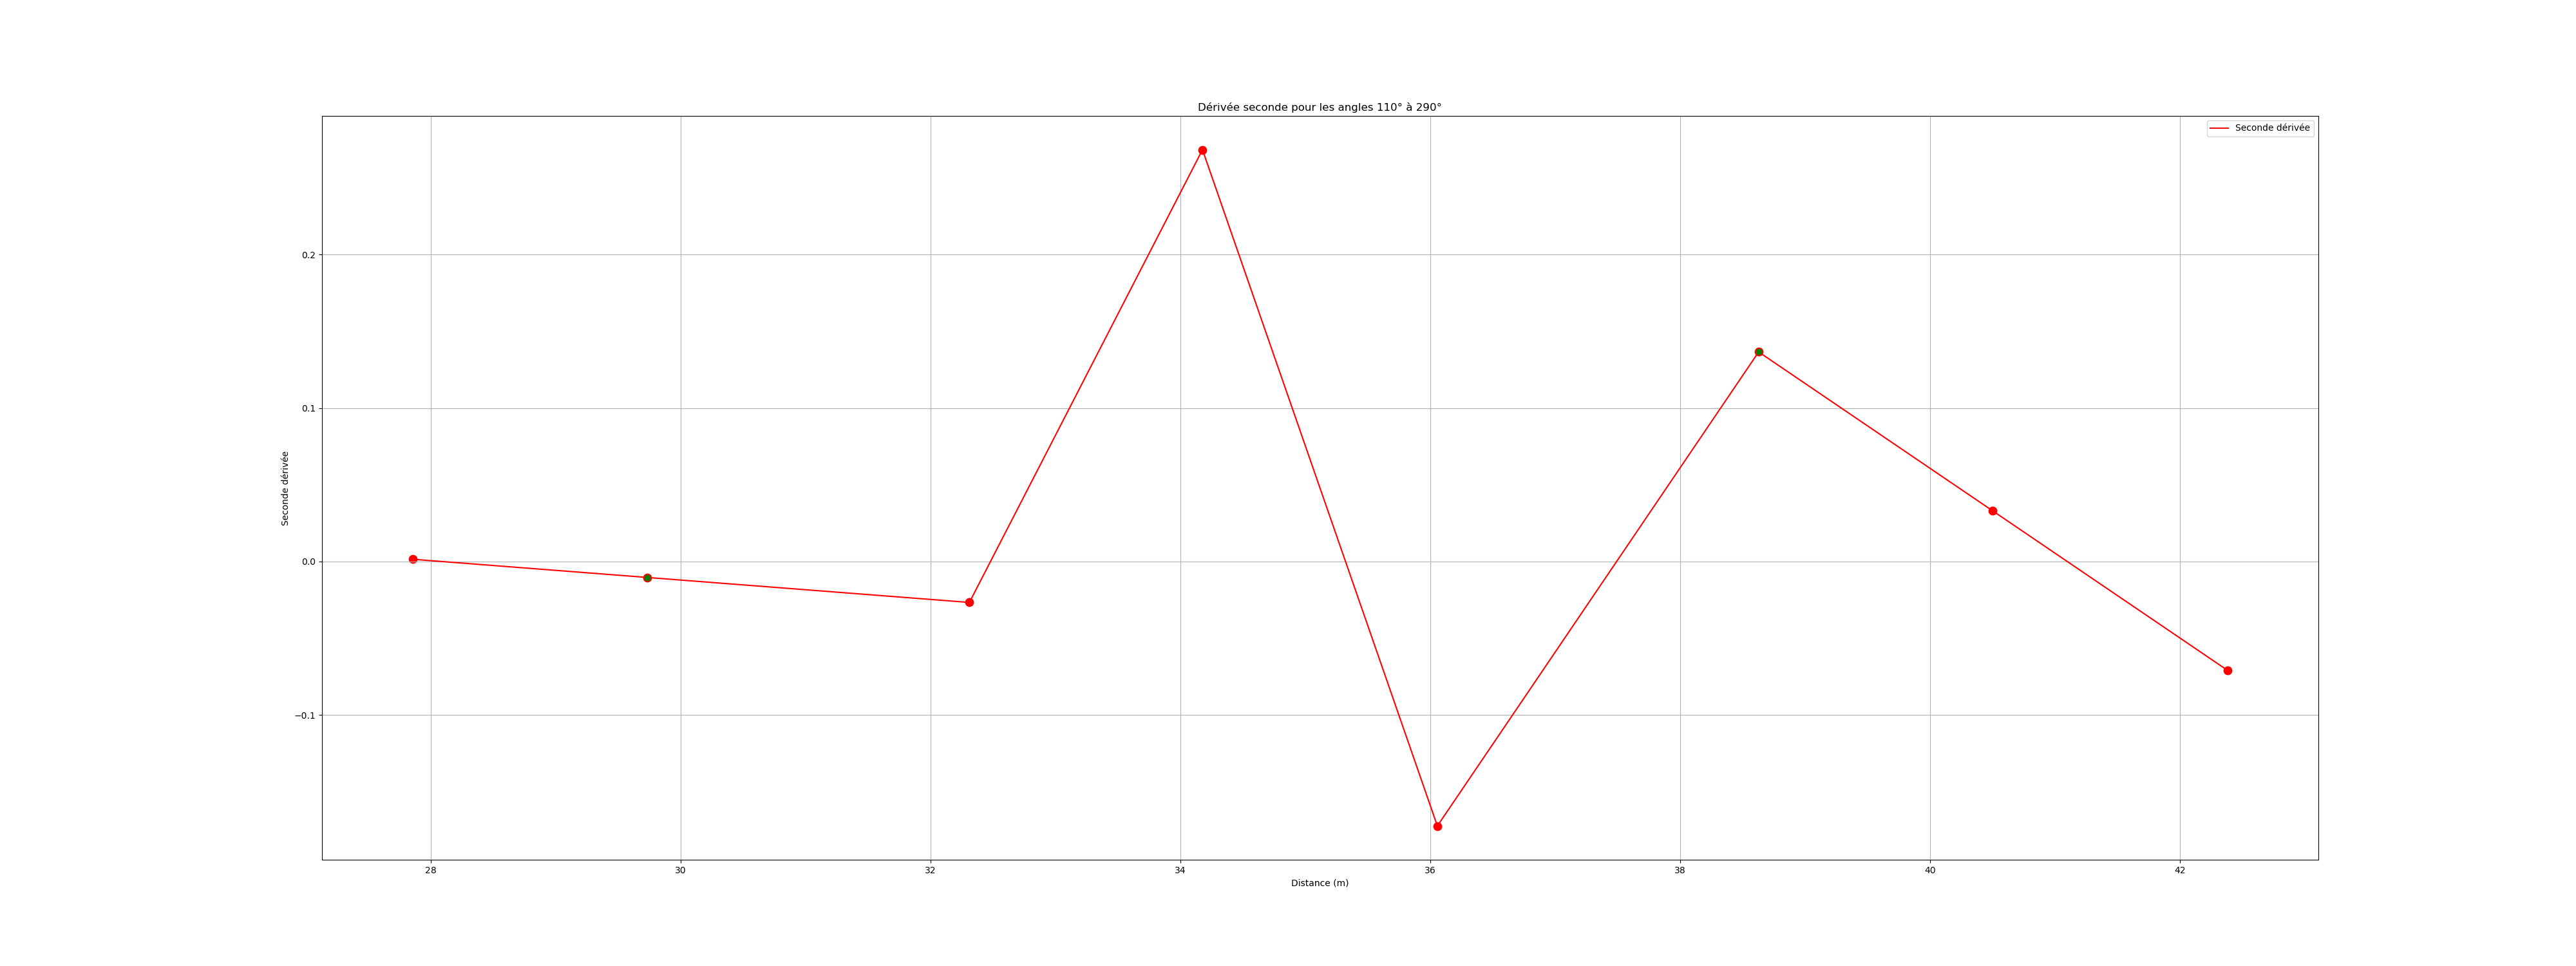 Dérivée seconde pour les angles 110° à 290°
Seconde dérivée
0.2
0.1
0.0
−0.1
Seconde dérivée
28 30 32 34 36 38 40 42
Distance (m)